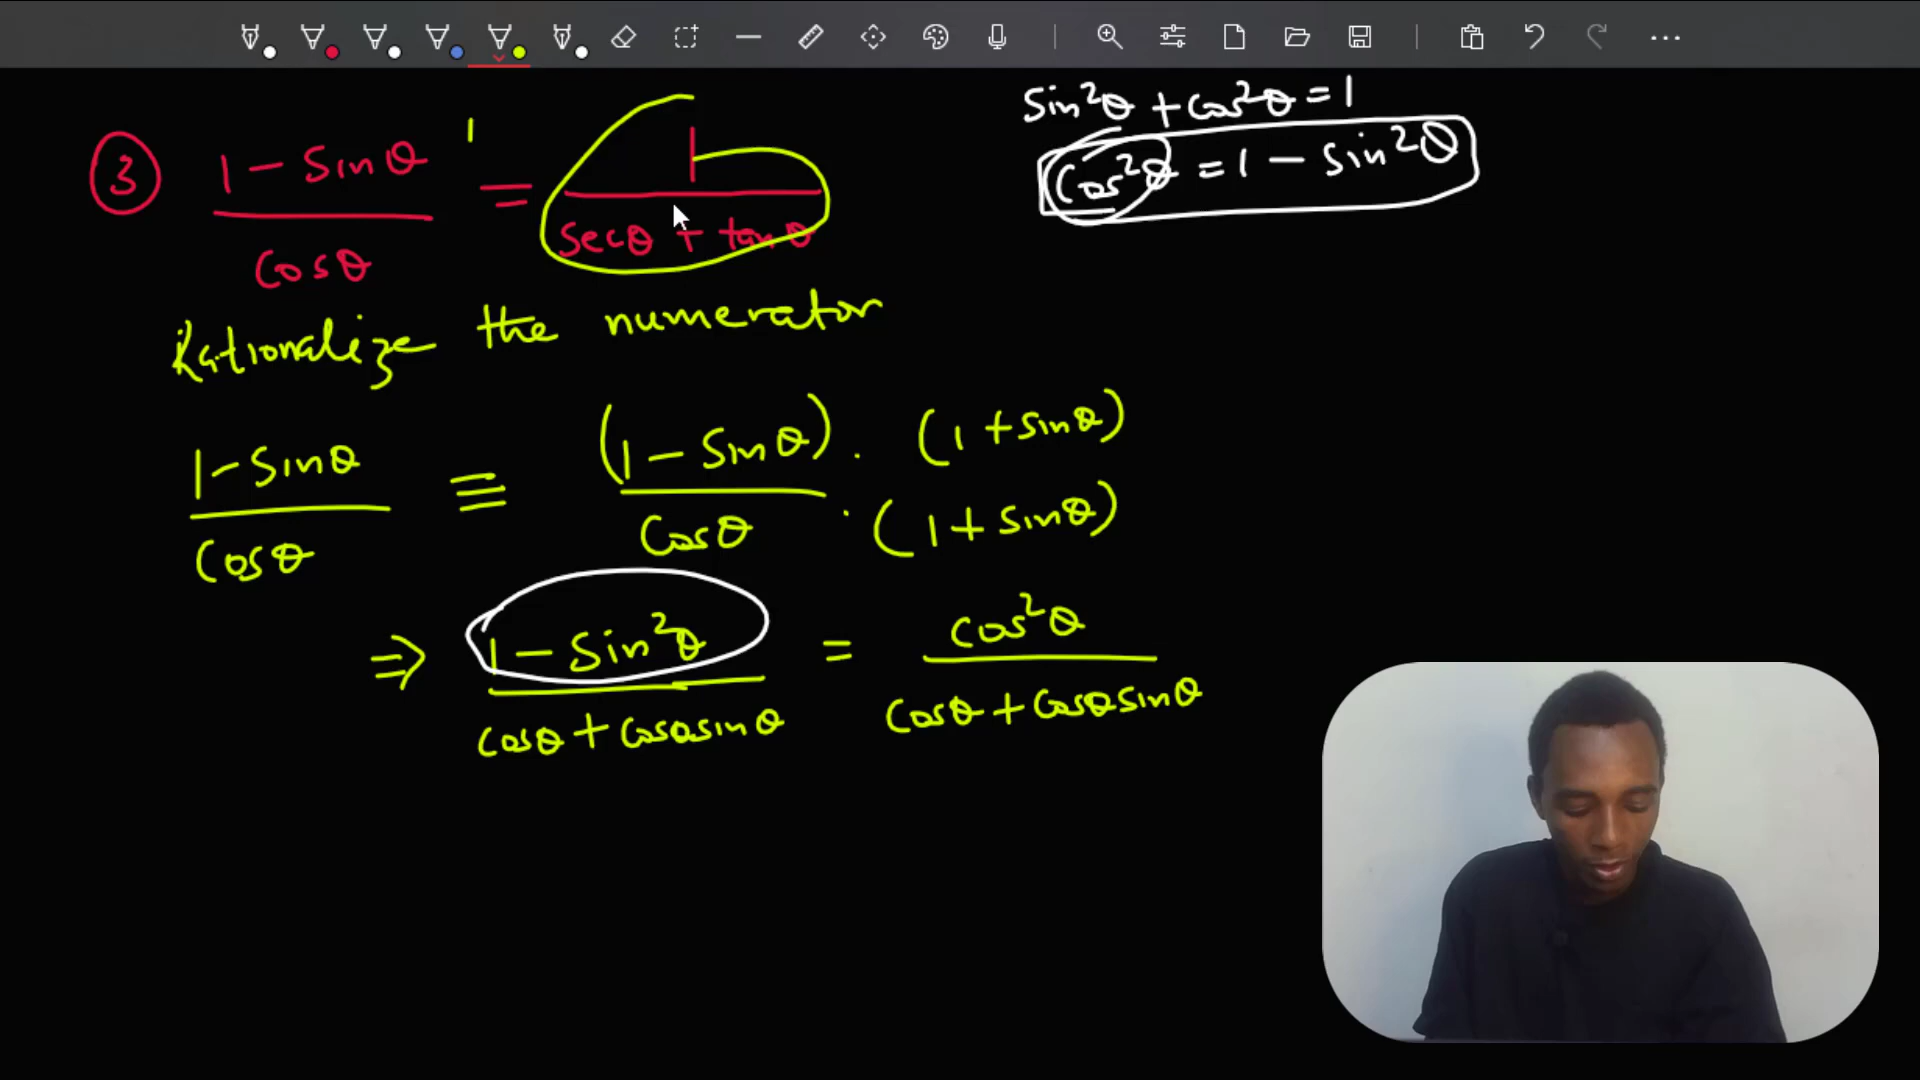 sin²θ + cos²θ = 1
cos²θ = 1 − sin²θ
③ (1 − sinθ)/cosθ = 1/(secθ + tanθ)
Rationalize the numerator
(1 − sinθ)/cosθ ≡ (1 − sinθ) . (1 + sinθ)/cosθ . (1 + sinθ)
⇒ (1 − sin²θ)/(cosθ + cosθsinθ) = cos²θ/(cosθ + cosθsinθ)